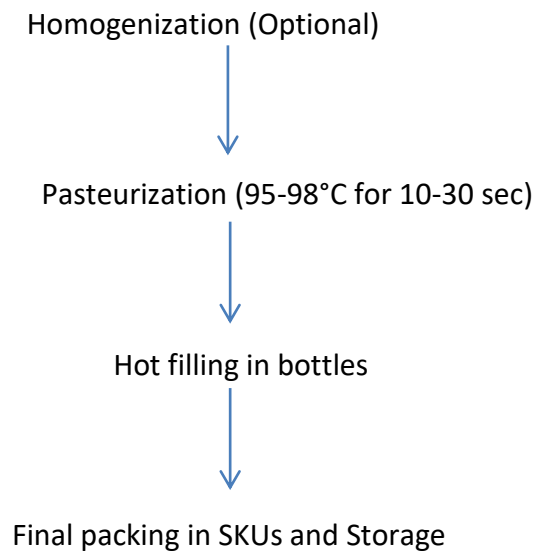 Homogenization (Optional)
Pasteurization (95-98°C for 10-30 sec)
Hot filling in bottles
Final packing in SKUs and Storage